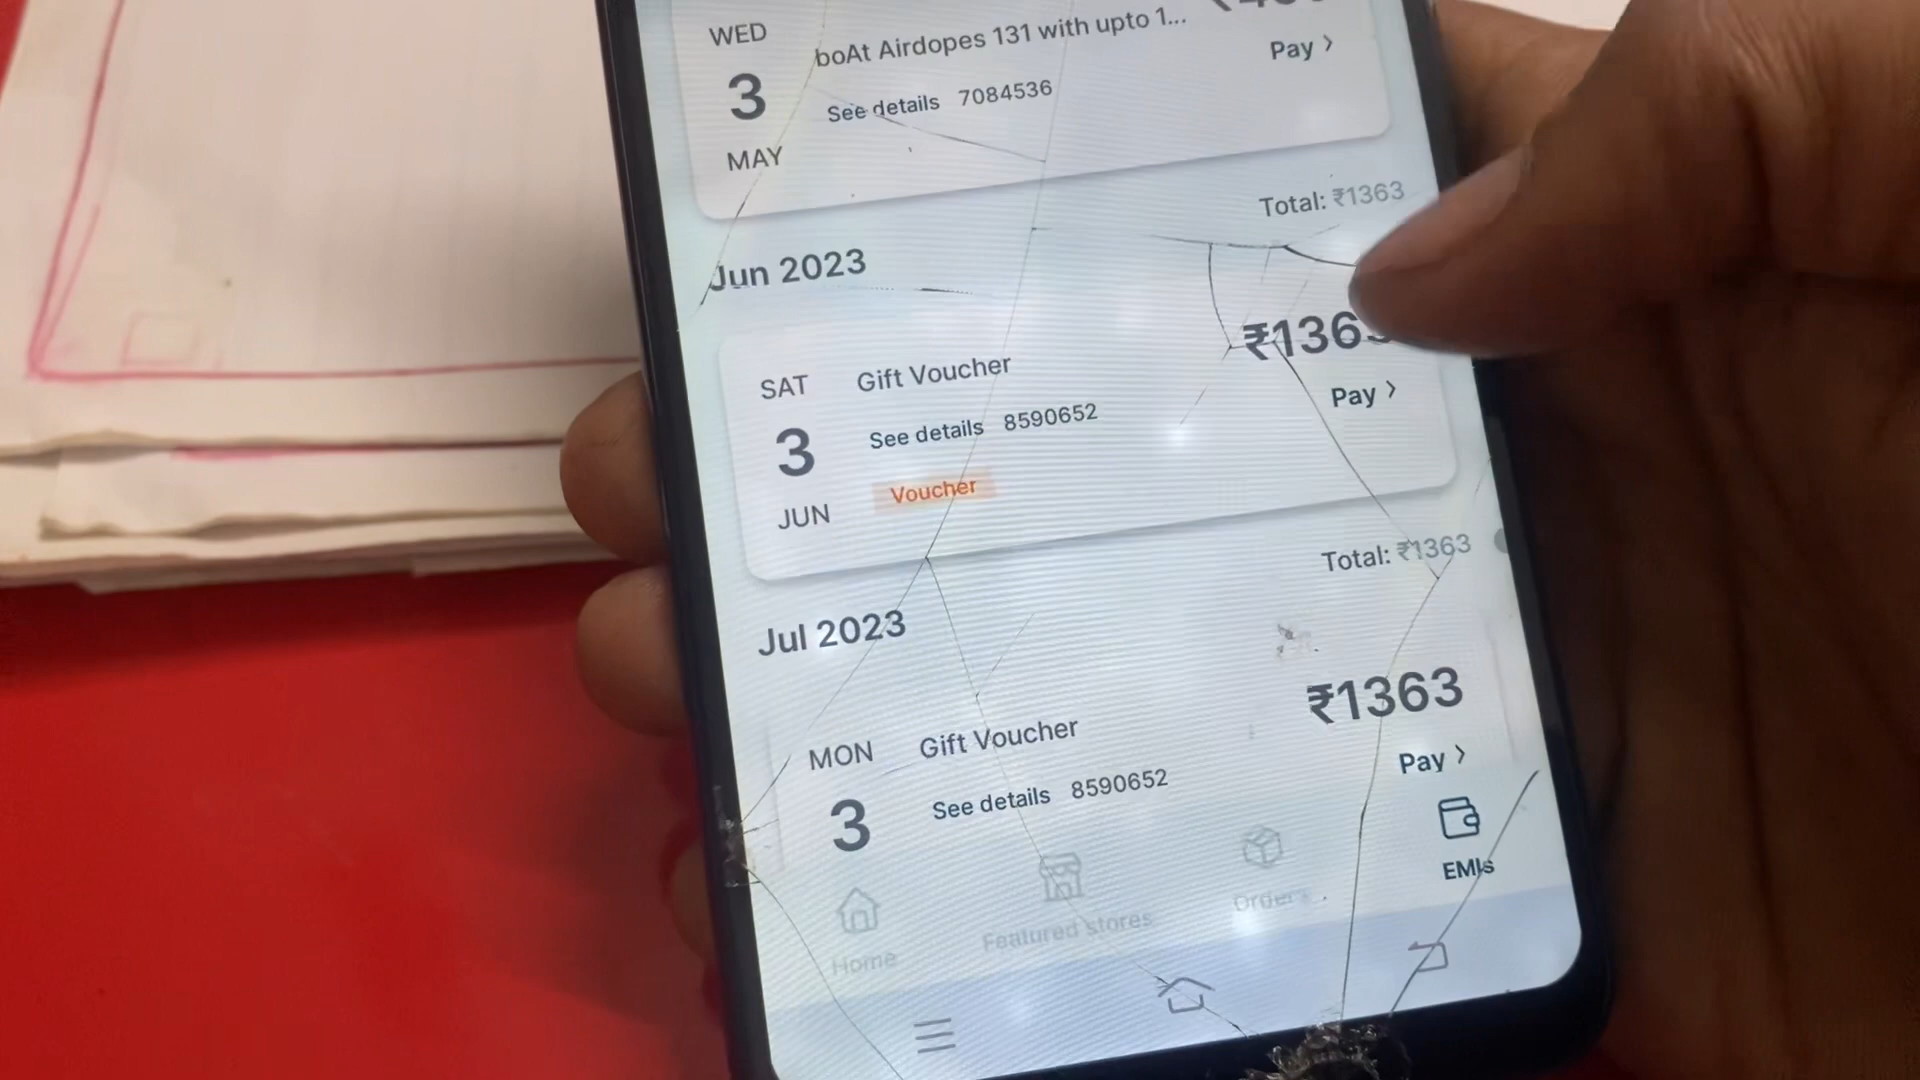 WED
3
MAY
boAt Airdopes 131 with upto 1...
See details 7084536
Pay >
Total: ₹1363
Jun 2023
SAT
3
JUN
Gift Voucher
See details 8590652
Voucher
₹136
Pay >
Total: ₹1363
Jul 2023
MON
3
Gift Voucher
See details 8590652
₹1363
Pay >
Home
Featured stores
Orders
EMIs